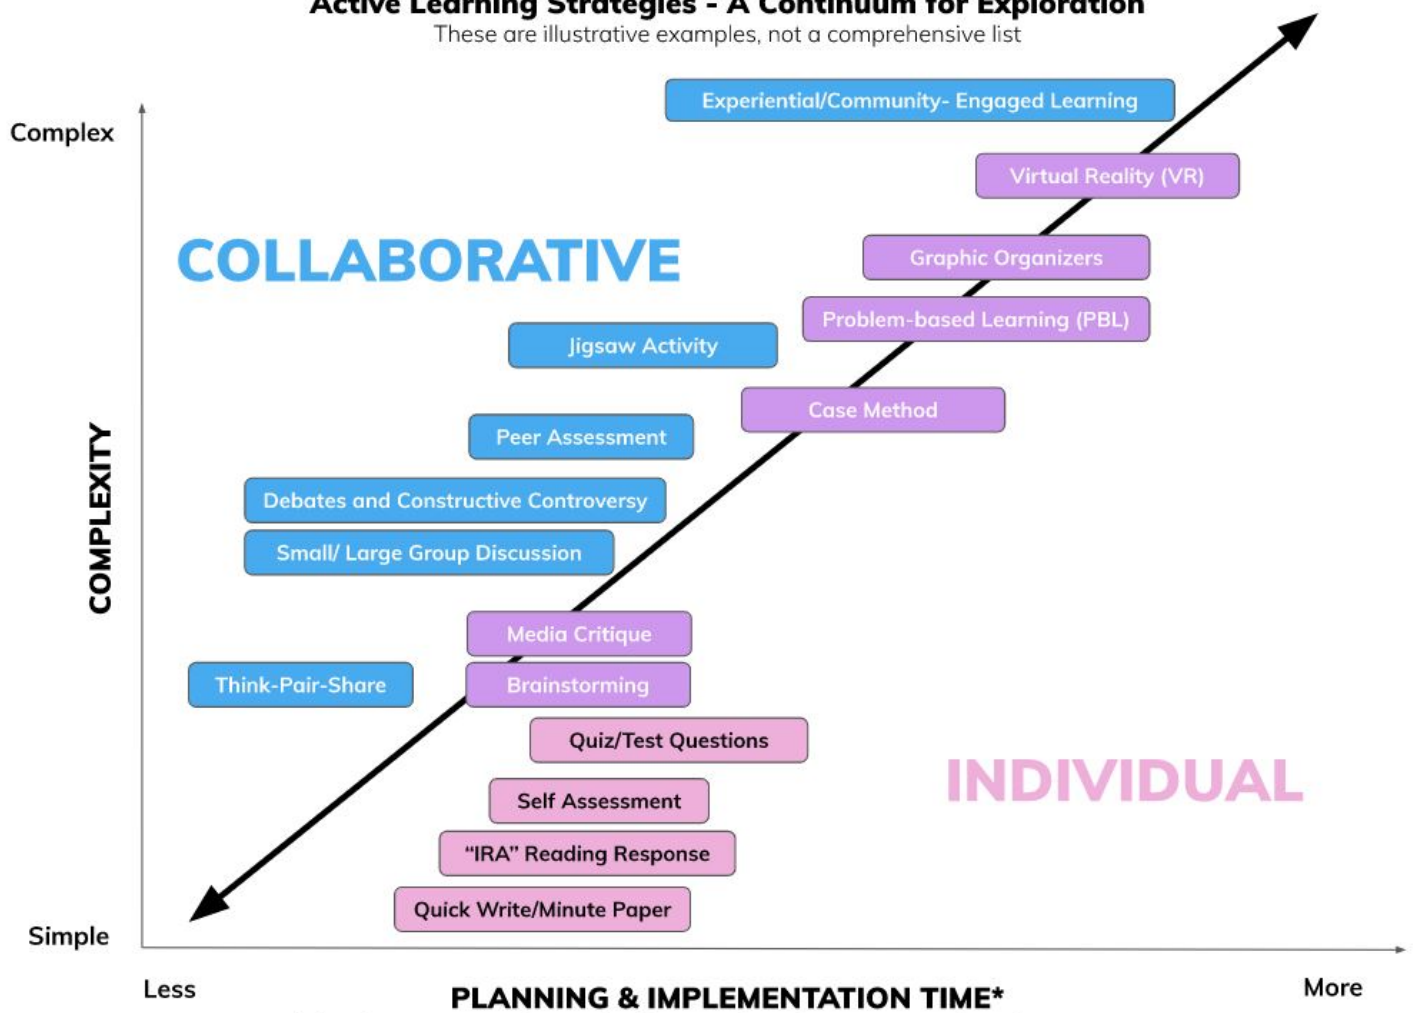 Active Learning Strategies - A Continuum for Exploration
These are illustrative examples, not a comprehensive list
Experiential/Community- Engaged Learning
Complex
Virtual Reality (VR)
COLLABORATIVE
Graphic Organizers
Problem-based Learning (PBL)
Jigsaw Activity
Case Method
Peer Assessment
Debates and Constructive Controversy
COMPLEXITY
Small/ Large Group Discussion
Media Critique
Think-Pair-Share
Brainstorming
Quiz/Test Questions
INDIVIDUAL
Self Assessment
“IRA” Reading Response
Quick Write/Minute Paper
Simple
Less
More
PLANNING & IMPLEMENTATION TIME*